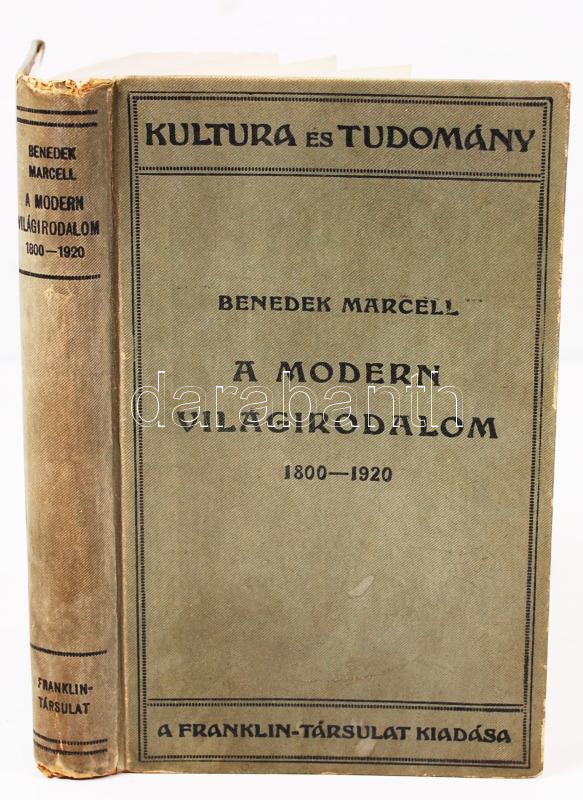 BENEDEK
MARCELL
A MODERN
VILÁGIRODALOM
1800—1920
FRANKLIN-
TÁRSULAT
KULTURA ÉS TUDOMÁNY
BENEDEK MARCELL
A MODERN
VILÁGIRODALOM
1800—1920
A FRANKLIN-TÁRSULAT KIADÁSA
darabanth